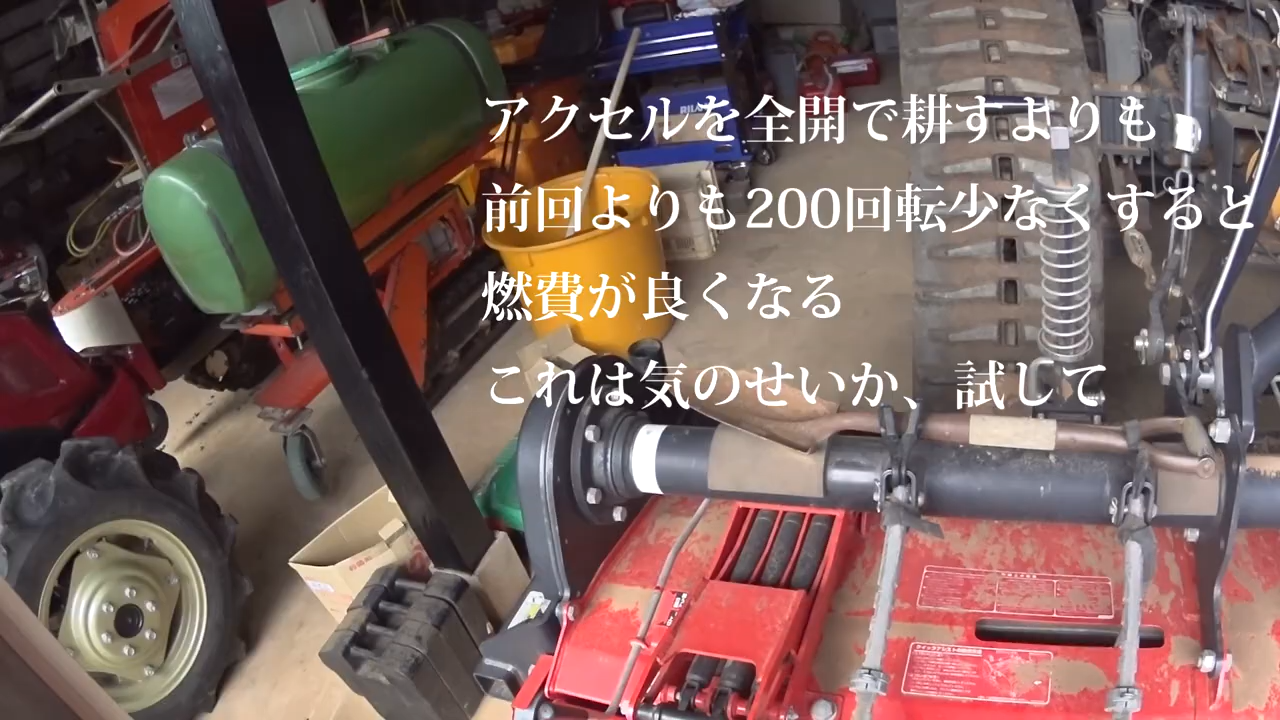 アクセルを全開で耕すよりも
前回よりも200回転少なくすると
燃費が良くなる
これは気のせいか、試して